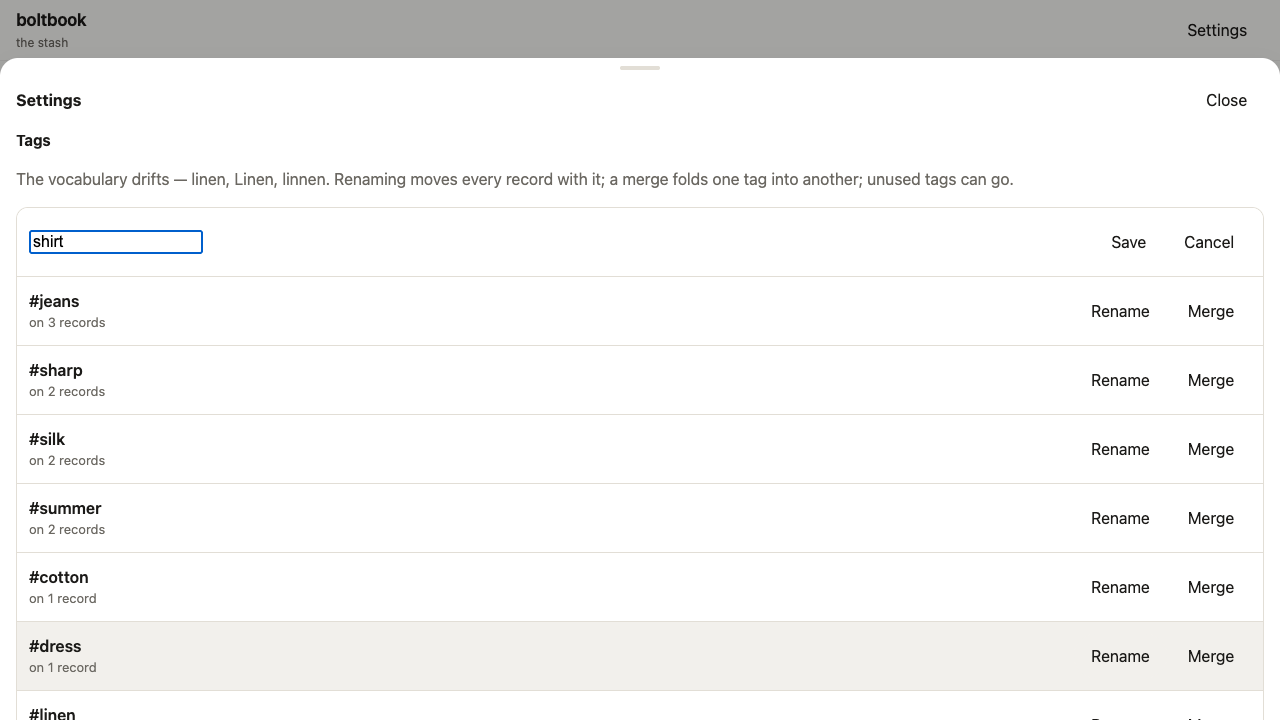 boltbook
the stash
Settings
Settings
Close
Tags
The vocabulary drifts — linen, Linen, linnen. Renaming moves every record with it; a merge folds one tag into another; unused tags can go.
shirt
Save
Cancel
#jeans
on 3 records
Rename
Merge
#sharp
on 2 records
Rename
Merge
#silk
on 2 records
Rename
Merge
#summer
on 2 records
Rename
Merge
#cotton
on 1 record
Rename
Merge
#dress
on 1 record
Rename
Merge
#linen